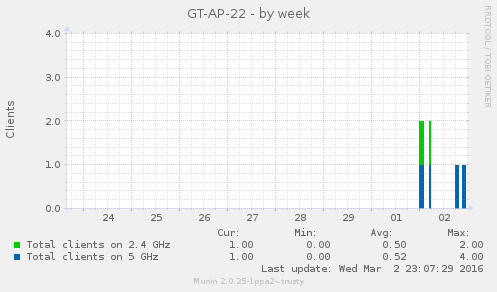 GT-AP-22 - by week
RRDTOOL / TOBI OETIKER
Clients
4.0
3.0
2.0
1.0
0.0
24 25 26 27 28 29 01 02
Cur: Min: Avg: Max:
Total clients on 2.4 GHz 1.00 0.00 0.50 2.00
Total clients on 5 GHz 1.00 0.00 0.52 4.00
Last update: Wed Mar 2 23:07:29 2016
Munin 2.0.25-1ppa2~trusty